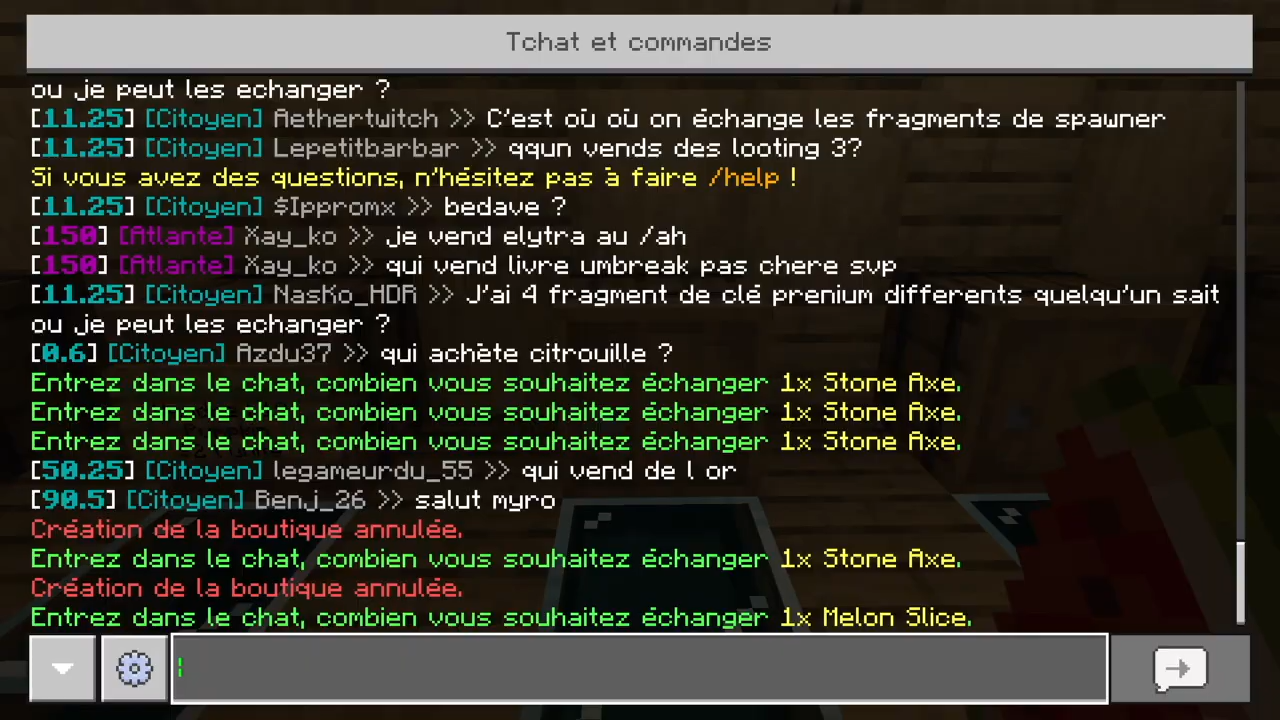 Tchat et commandes
ou je peut les echanger ?
[11.25] [Citoyen] Aethertwitch >> C'est où où on échange les fragments de spawner
[11.25] [Citoyen] Lepetitbarbar >> qqun vends des looting 3?
Si vous avez des questions, n'hésitez pas à faire /help !
[11.25] [Citoyen] $Ippromx >> bedave ?
[150] [Atlante] Xay_ko >> je vend elytra au /ah
[150] [Atlante] Xay_ko >> qui vend livre umbreak pas chere svp
[11.25] [Citoyen] NasKo_HDR >> J'ai 4 fragment de clé prenium differents quelqu'un sait
ou je peut les echanger ?
[0.6] [Citoyen] Azdu37 >> qui achète citrouille ?
Entrez dans le chat, combien vous souhaitez échanger 1x Stone Axe.
Entrez dans le chat, combien vous souhaitez échanger 1x Stone Axe.
Entrez dans le chat, combien vous souhaitez échanger 1x Stone Axe.
[50.25] [Citoyen] legameurdu_55 >> qui vend de l or
[90.5] [Citoyen] Benj_26 >> salut myro
Création de la boutique annulée.
Entrez dans le chat, combien vous souhaitez échanger 1x Stone Axe.
Création de la boutique annulée.
Entrez dans le chat, combien vous souhaitez échanger 1x Melon Slice.